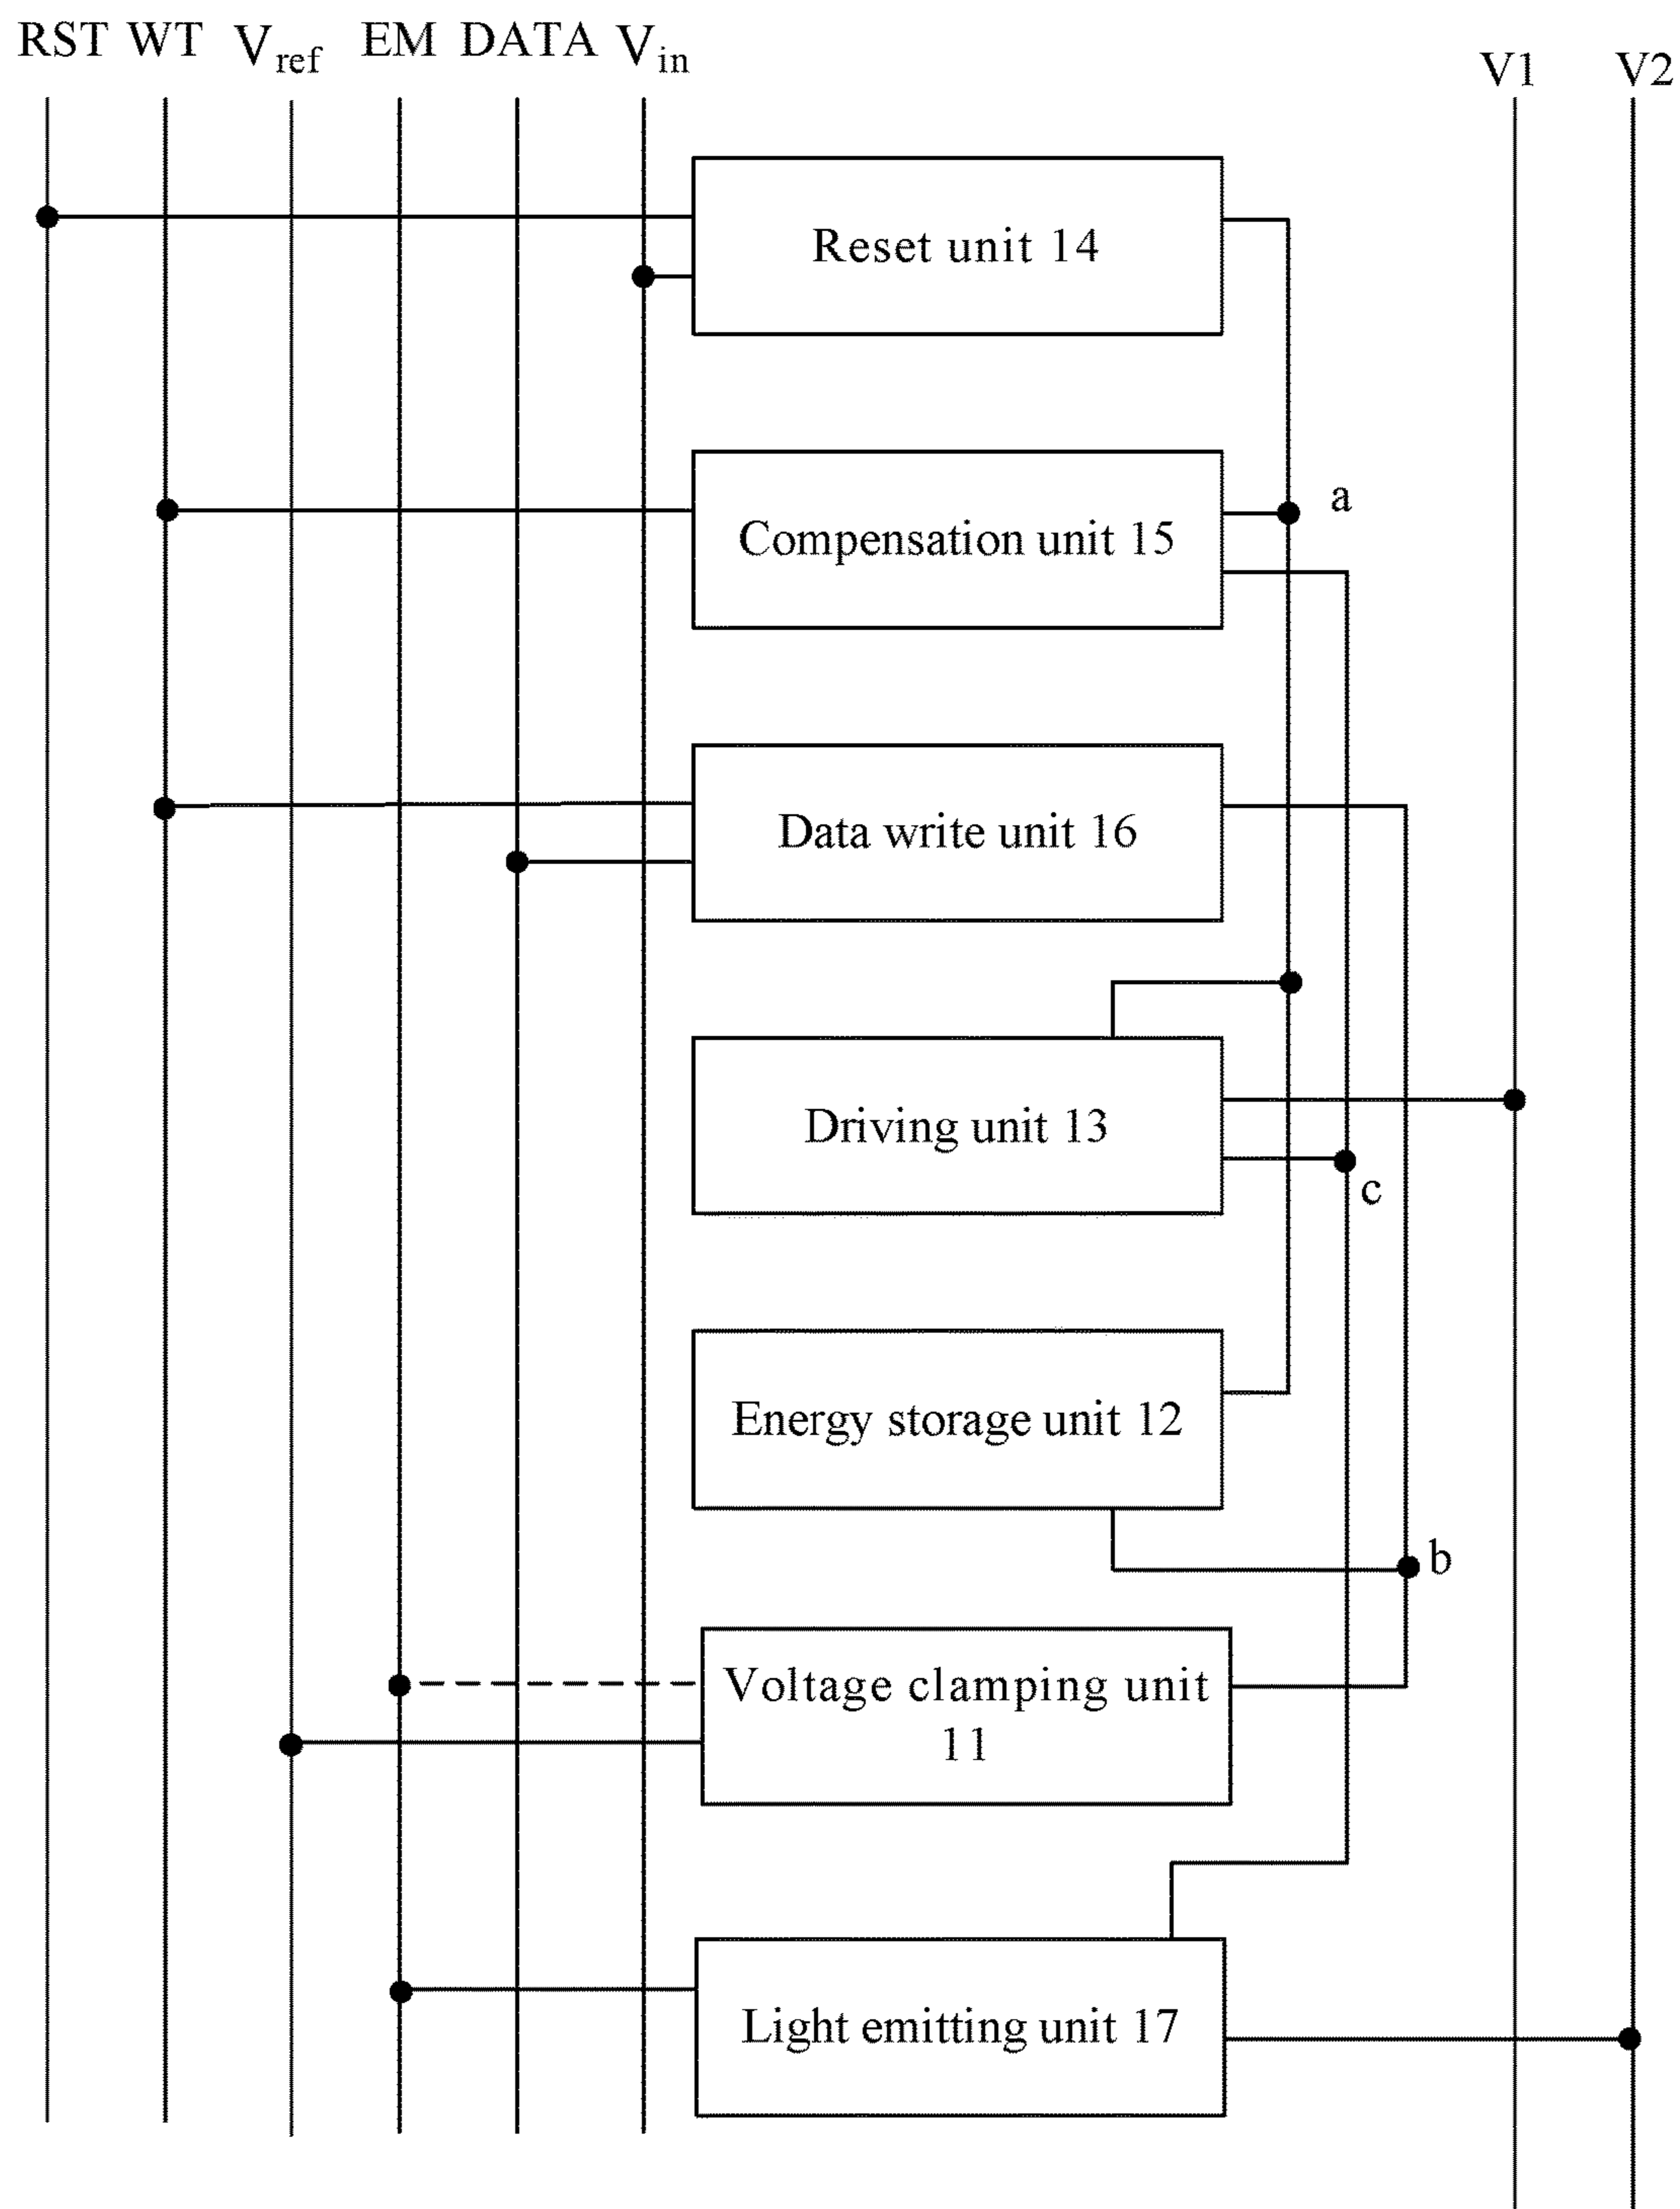 RST WT Vref EM DATA Vin V1 V2
Reset unit 14
a
Compensation unit 15
Data write unit 16
Driving unit 13
c
Energy storage unit 12
b
Voltage clamping unit
11
Light emitting unit 17